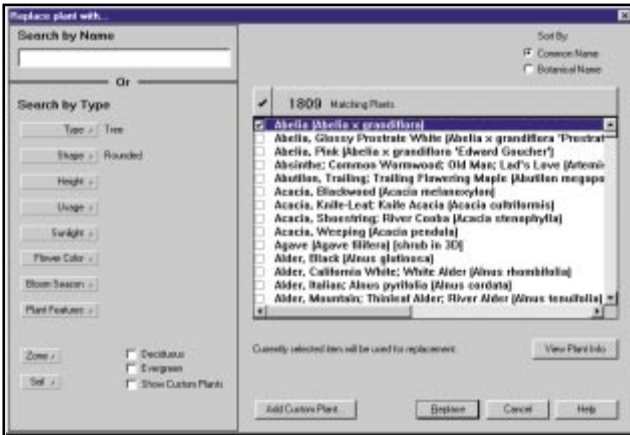 Replace plant with...
Search by Name
Or
Search by Type
Type
Tree
Shape
Rounded
Height
Usage
Sunlight
Flower Color
Bloom Season
Plant Features
Zone
Soil
Deciduous
Evergreen
Show Custom Plants
Sort By:
Common Name
Botanical Name
1809 Matching Plants
Abelia (Abelia x grandiflora)
Abelia, Glossy Prostrate White (Abelia x grandiflora 'Prostrat
Abelia, Pink (Abelia x grandiflora 'Edward Goucher')
Absinthe; Common Wormwood; Old Man; Lad's Love (Artemis
Abutilon, Trailing; Trailing Flowering Maple (Abutilon megapo
Acacia, Blackwood (Acacia melanoxylon)
Acacia, Knife-Leaf; Knife Acacia (Acacia cultriformis)
Acacia, Shoestring; River Cooba (Acacia stenophylla)
Acacia, Weeping (Acacia pendula)
Agave (Agave filifera) (shrub in 3D)
Alder, Black (Alnus glutinosa)
Alder, California White; White Alder (Alnus rhombifolia)
Alder, Italian; Alnus pyrifolia (Alnus cordata)
Alder, Mountain; Thinleaf Alder; River Alder (Alnus tenuifolia)
Currently selected item will be used for replacement.
View Plant Info
Add Custom Plant...
Replace
Cancel
Help